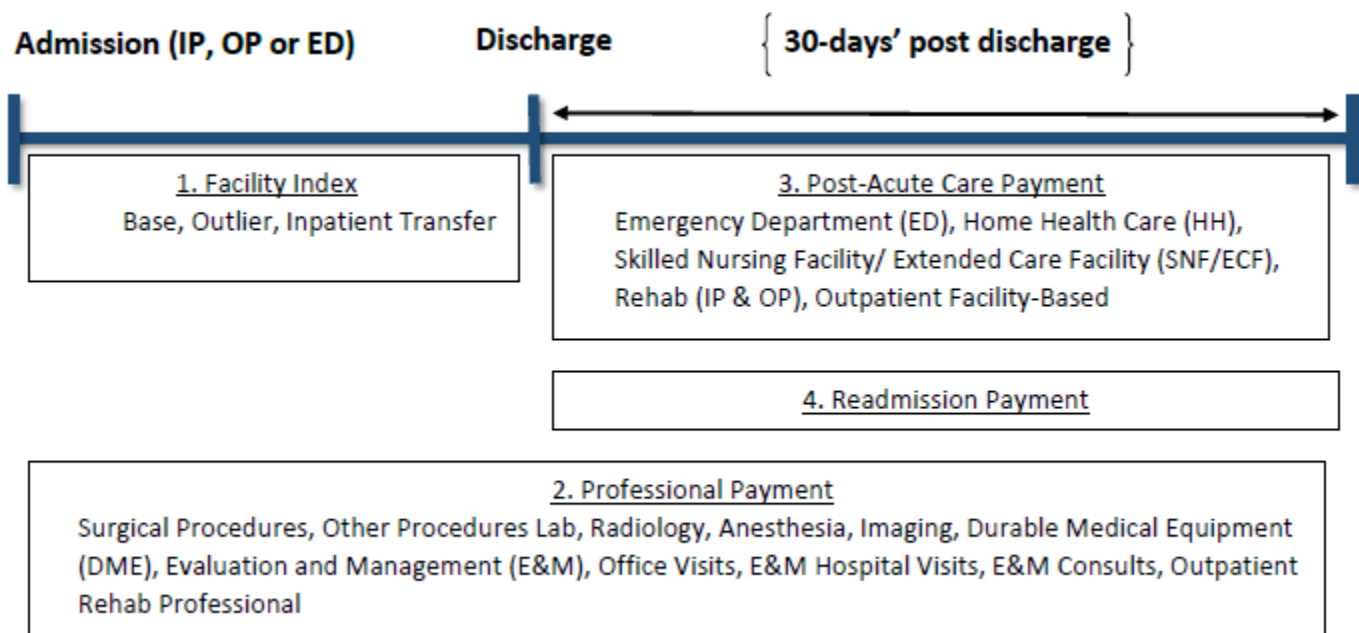 Admission (IP, OP or ED)
Discharge
{ 30-days’ post discharge }
1. Facility Index
Base, Outlier, Inpatient Transfer
3. Post-Acute Care Payment
Emergency Department (ED), Home Health Care (HH),
Skilled Nursing Facility/ Extended Care Facility (SNF/ECF),
Rehab (IP & OP), Outpatient Facility-Based
4. Readmission Payment
2. Professional Payment
Surgical Procedures, Other Procedures Lab, Radiology, Anesthesia, Imaging, Durable Medical Equipment
(DME), Evaluation and Management (E&M), Office Visits, E&M Hospital Visits, E&M Consults, Outpatient
Rehab Professional